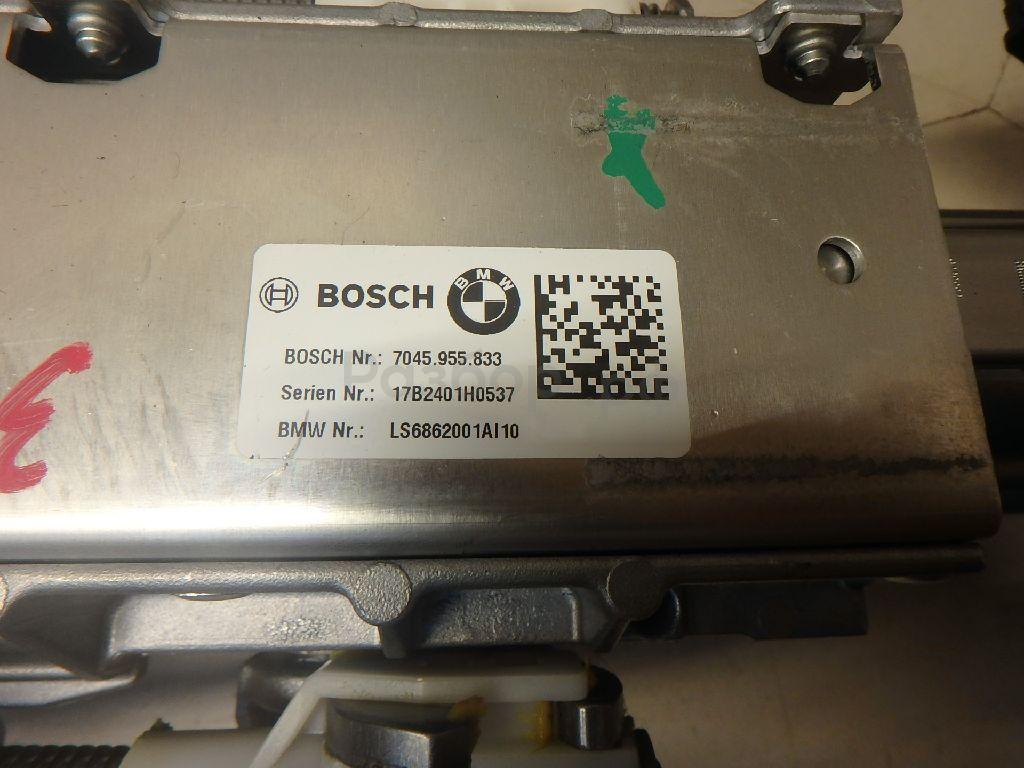 BOSCH BMW
BOSCH Nr.: 7045.955.833
Serien Nr.: 17B2401H0537
BMW Nr.: LS6862001AI10